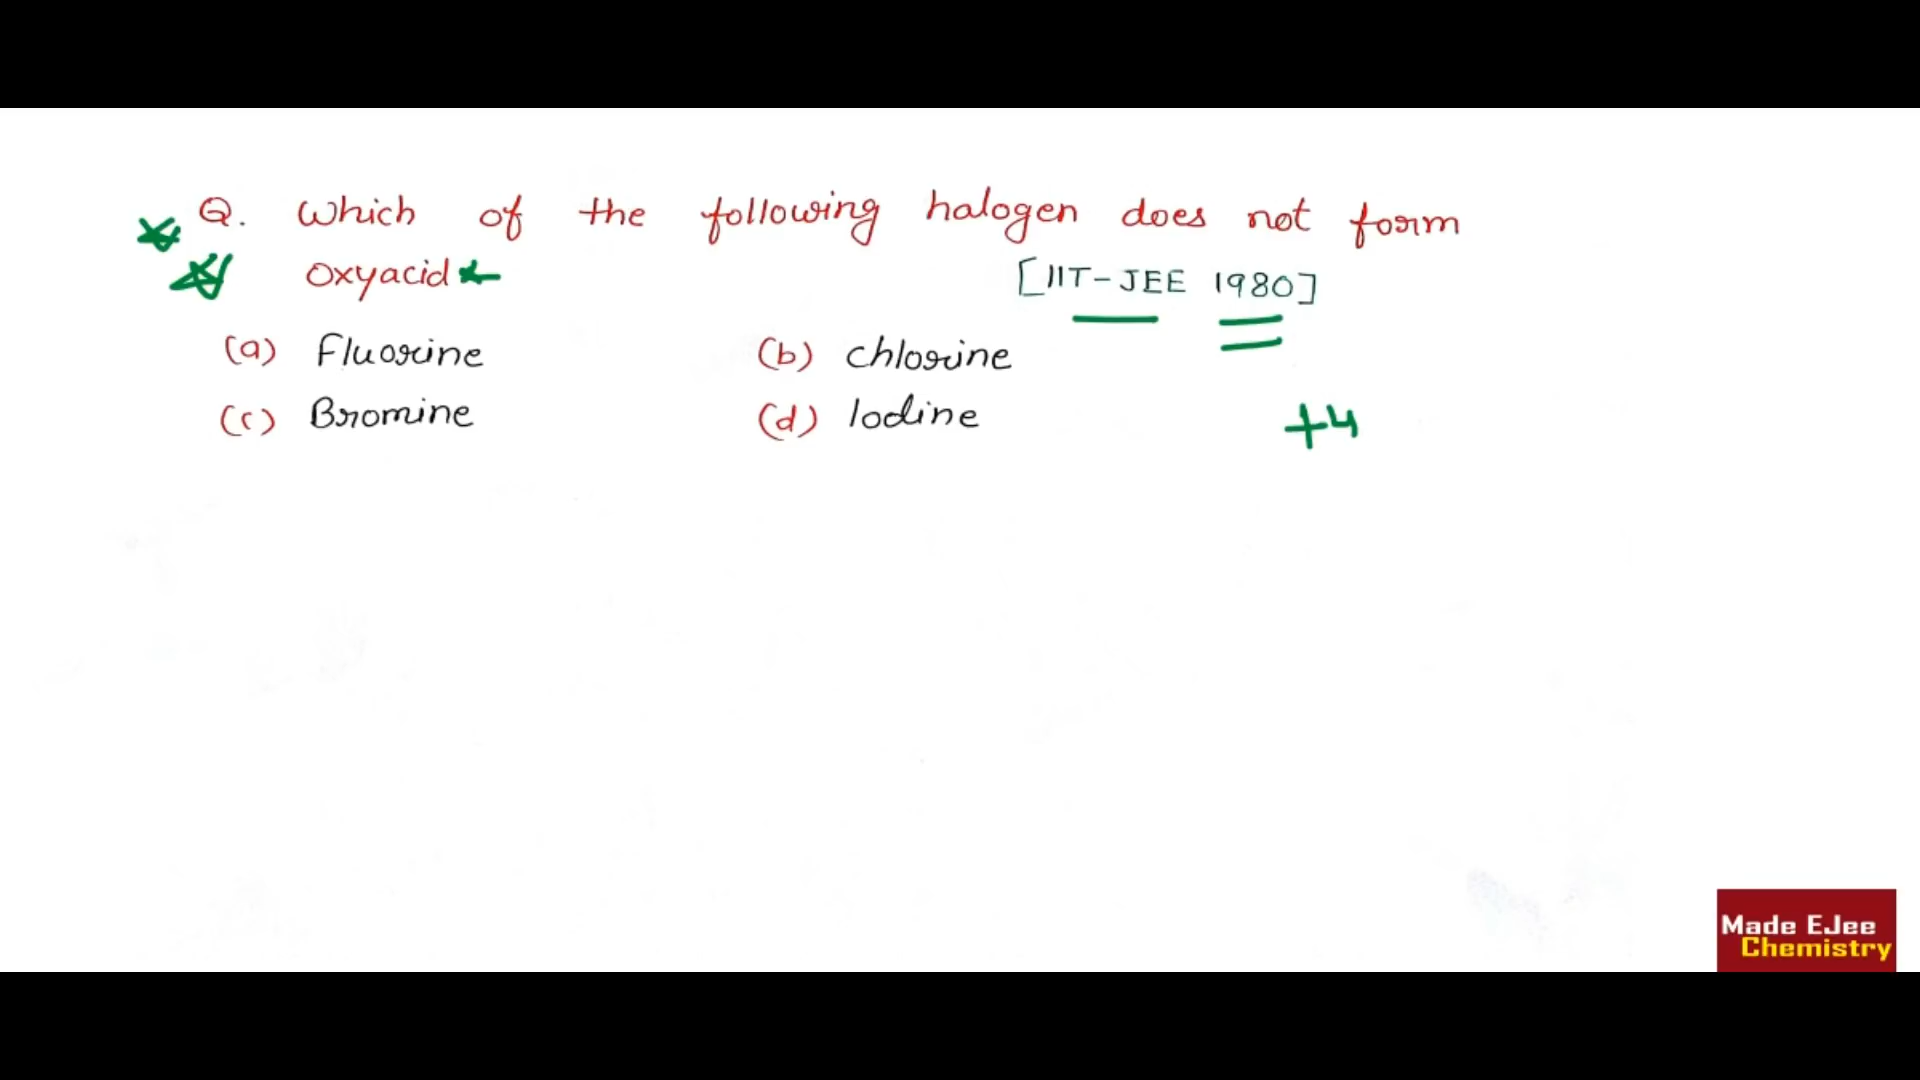 Q. Which of the following halogen does not form
oxyacid
[IIT-JEE 1980]
(a) Fluorine (b) chlorine
(c) Bromine (d) Iodine
+4
Made EJee
Chemistry